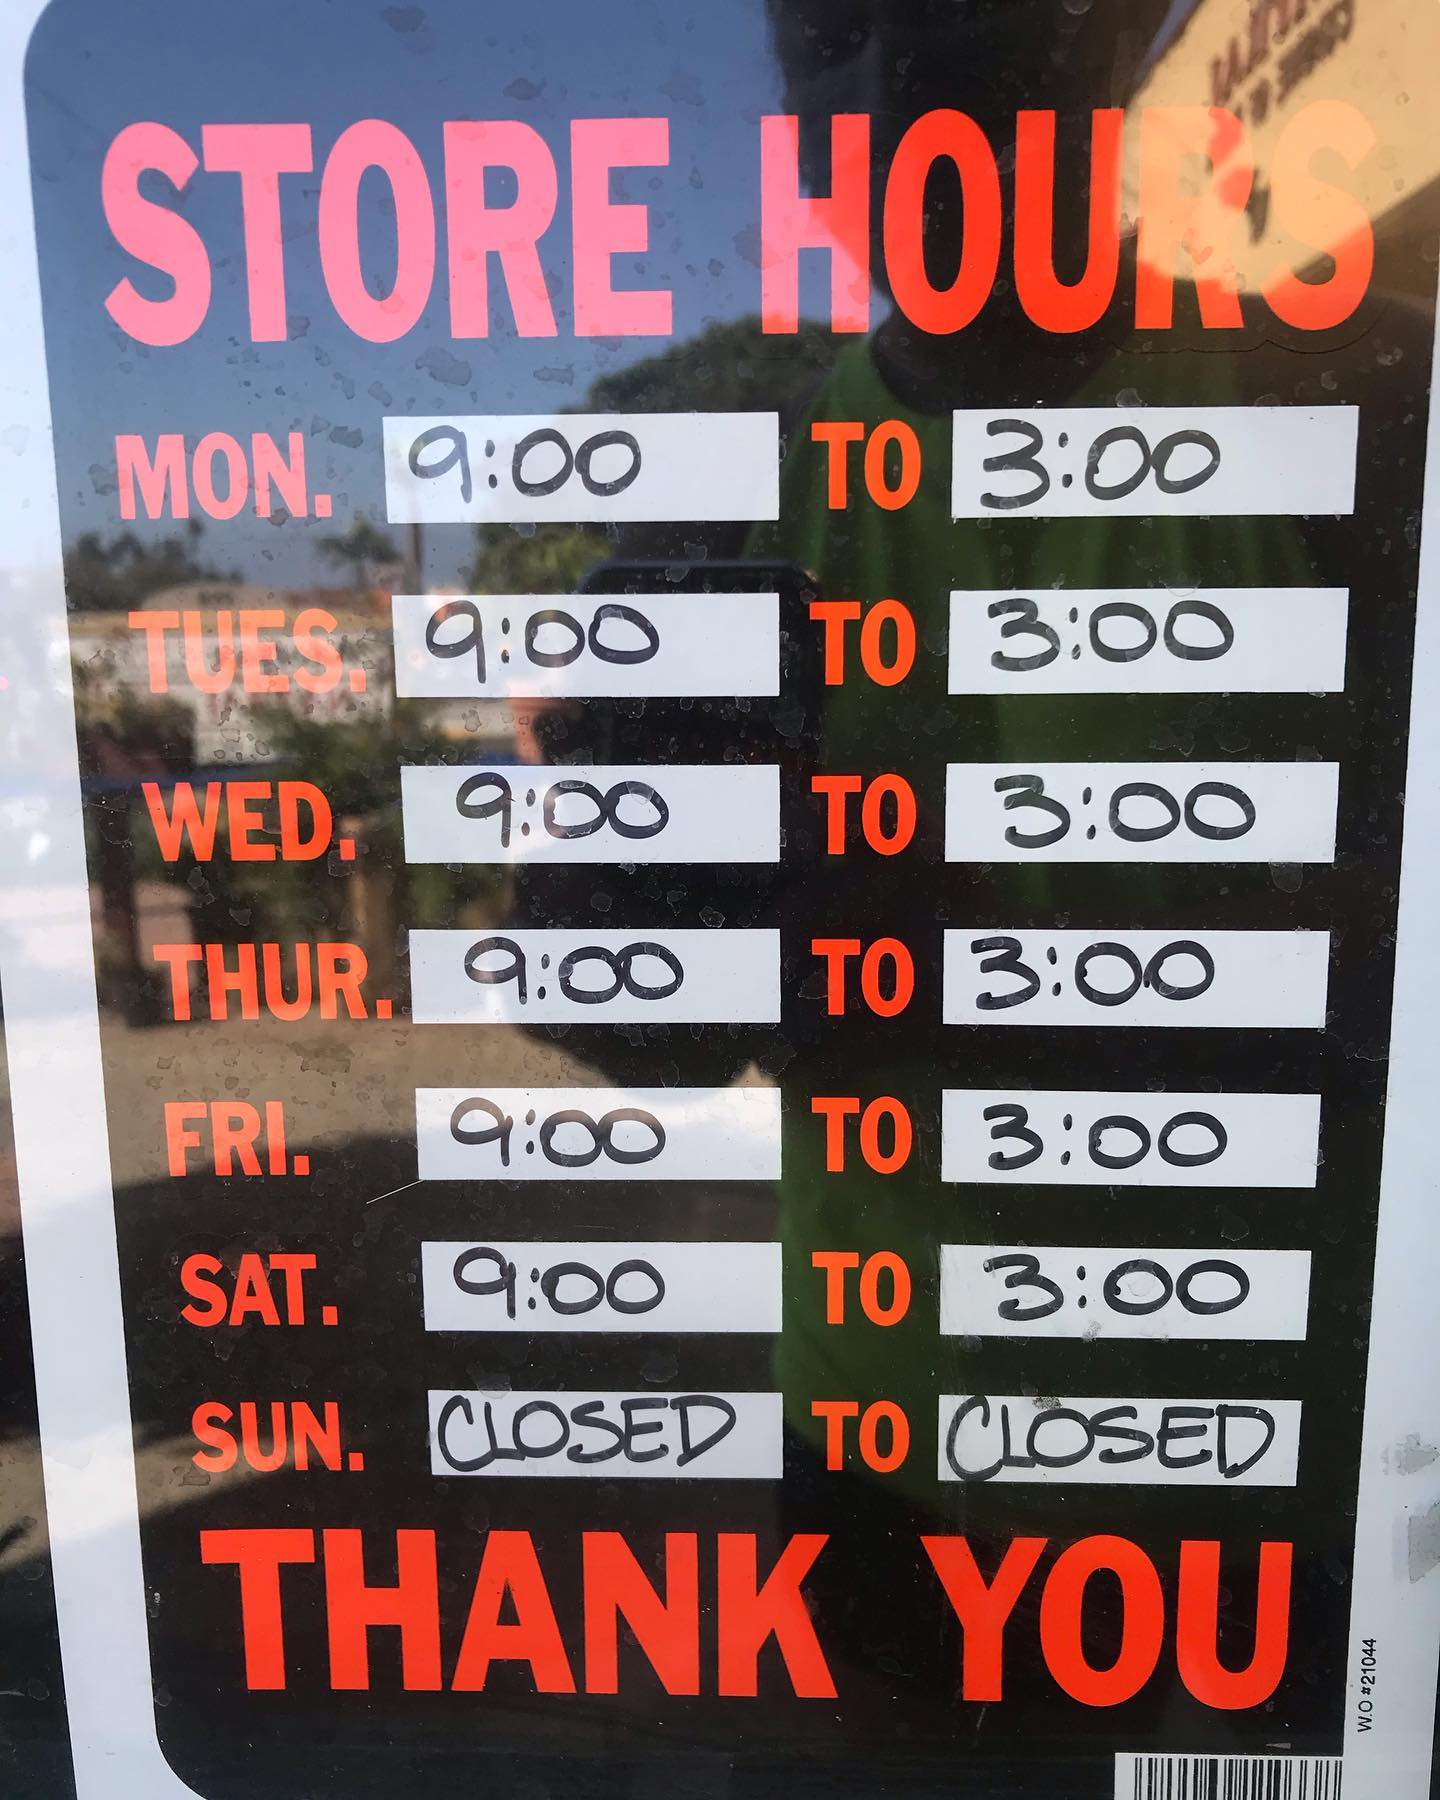 STORE HOURS
MON. 9:00 TO 3:00
TUES. 9:00 TO 3:00
WED. 9:00 TO 3:00
THUR. 9:00 TO 3:00
FRI. 9:00 TO 3:00
SAT. 9:00 TO 3:00
SUN. CLOSED TO CLOSED
THANK YOU
W.O #21044